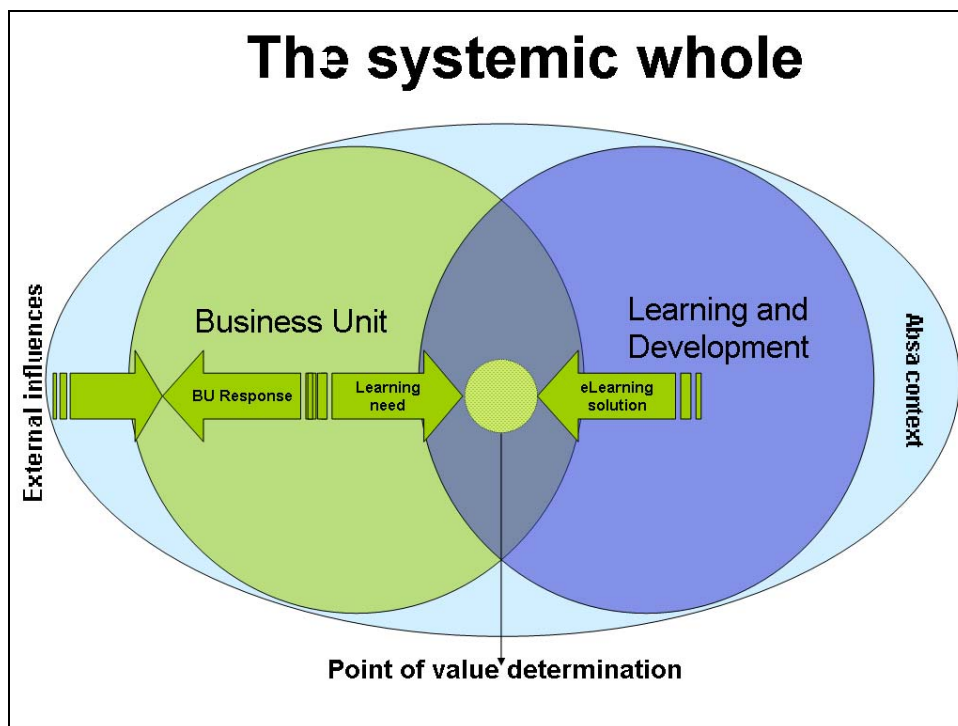 The systemic whole
External influences
Business Unit
Learning and
Development
BU Response
Learning
need
eLearning
solution
Absa context
Point of value determination